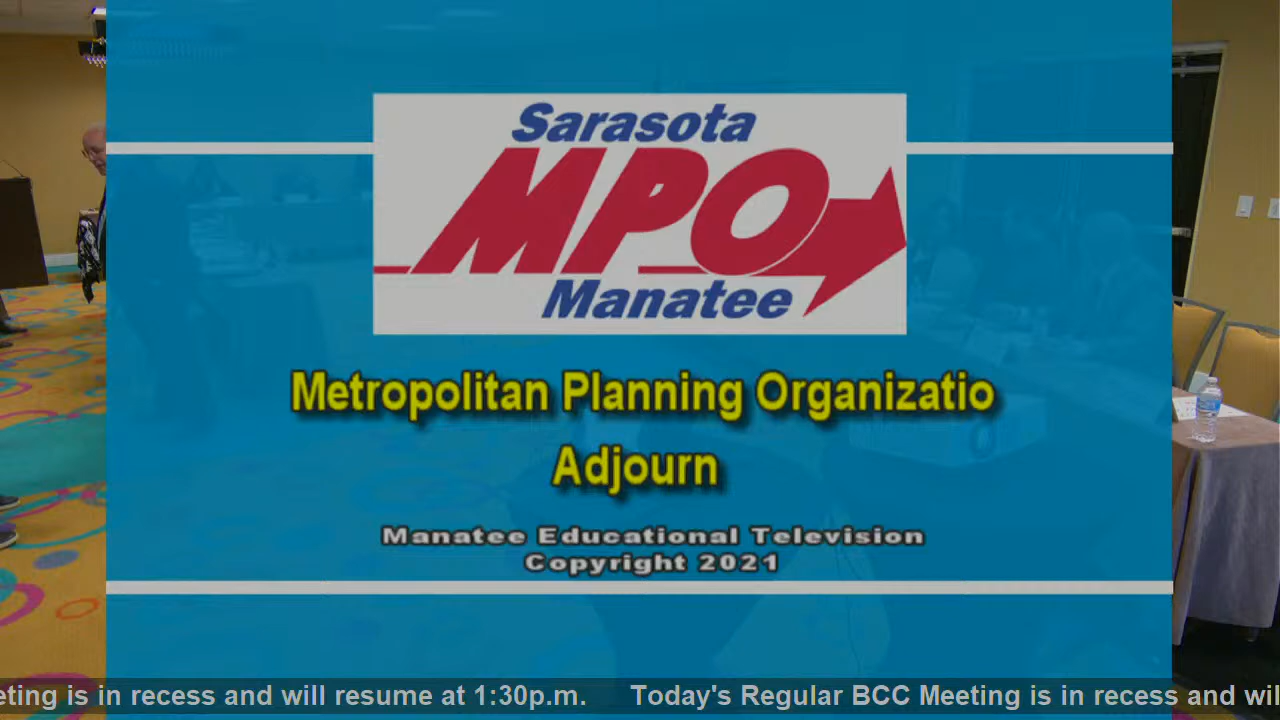 Sarasota
MPO
Manatee
Metropolitan Planning Organizatio
Adjourn
Manatee Educational Television
Copyright 2021
eting is in recess and will resume at 1:30p.m. Today's Regular BCC Meeting is in recess and wil